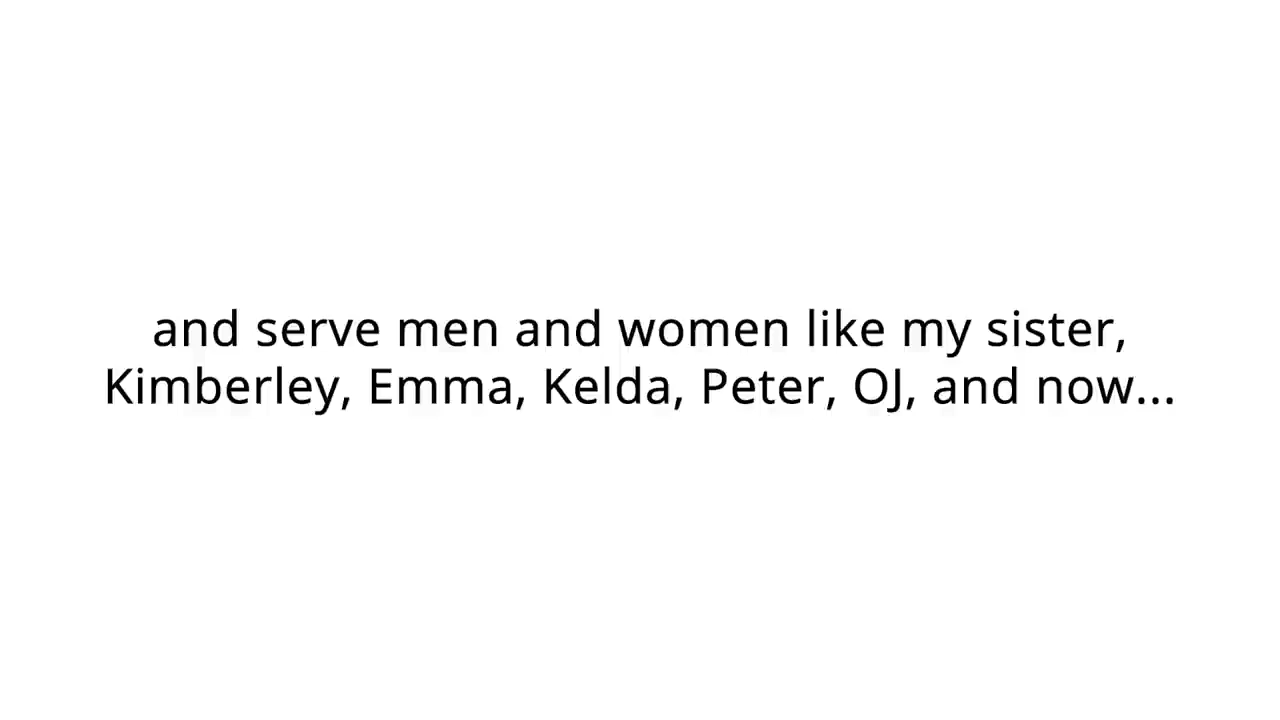 and serve men and women like my sister,
Kimberley, Emma, Kelda, Peter, OJ, and now...